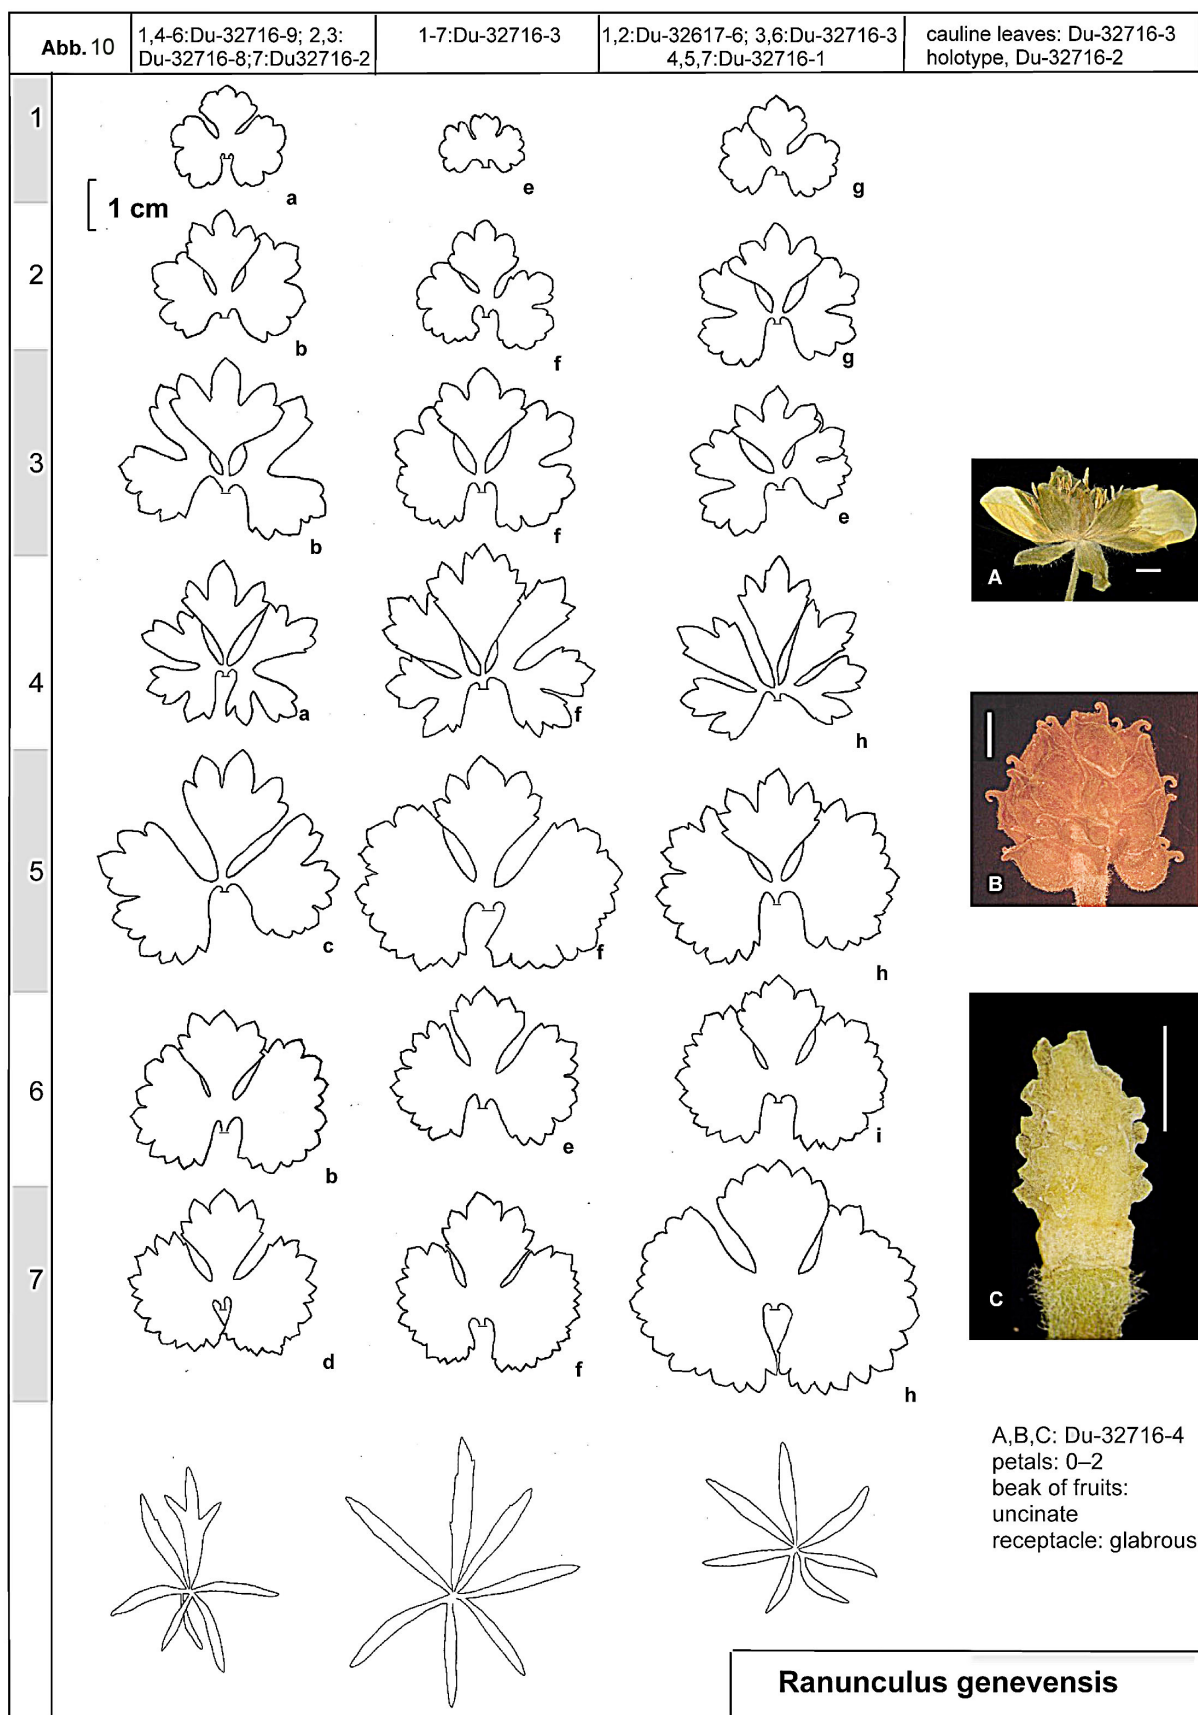 Abb. 10
1,4-6:Du-32716-9; 2,3:
Du-32716-8;7:Du32716-2
1-7:Du-32716-3
1,2:Du-32617-6; 3,6:Du-32716-3
4,5,7:Du-32716-1
cauline leaves: Du-32716-3
holotype, Du-32716-2
1
a
e
g
1 cm
2
b
f
g
3
b
f
e
A
4
a
f
h
B
5
c
f
h
6
b
e
i
C
7
d
f
h
A,B,C: Du-32716-4
petals: 0–2
beak of fruits:
uncinate
receptacle: glabrous
Ranunculus genevensis